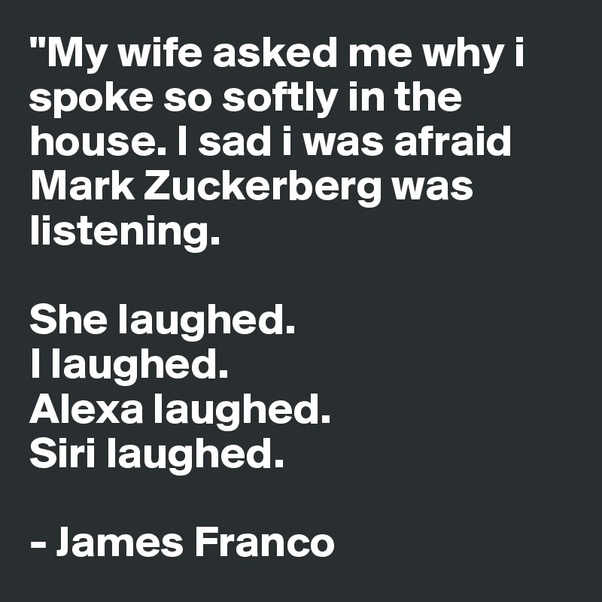 "My wife asked me why i
spoke so softly in the
house. I sad i was afraid
Mark Zuckerberg was
listening.
She laughed.
I laughed.
Alexa laughed.
Siri laughed.
- James Franco